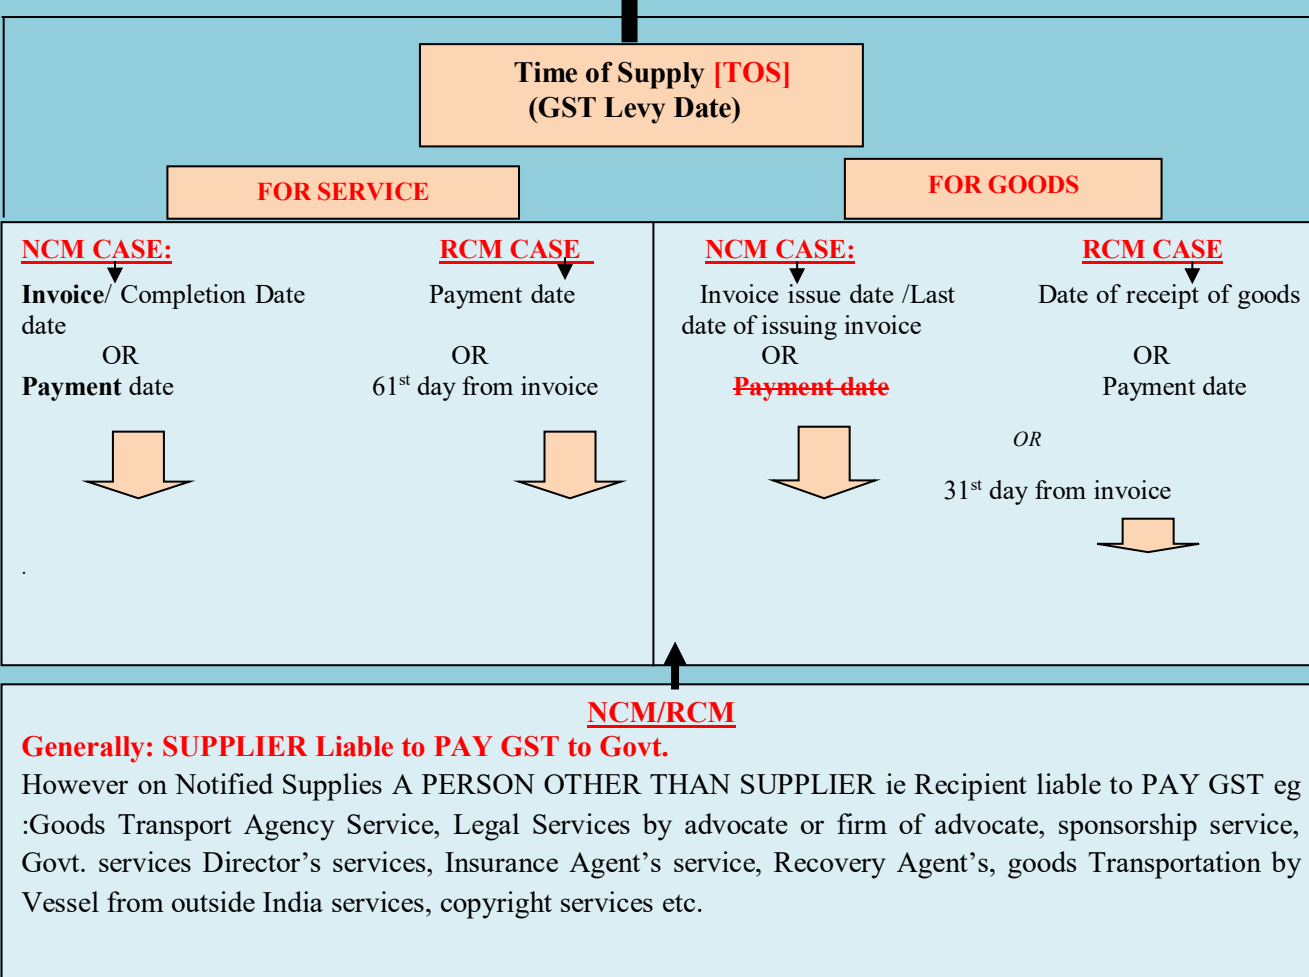 Time of Supply [TOS]
(GST Levy Date)
FOR SERVICE
FOR GOODS
NCM CASE:
Invoice/ Completion Date
date
OR
Payment date
RCM CASE
Payment date
OR
61st day from invoice
.
NCM CASE:
Invoice issue date /Last
date of issuing invoice
OR
Payment date
RCM CASE
Date of receipt of goods
OR
Payment date
OR
31st day from invoice
NCM/RCM
Generally: SUPPLIER Liable to PAY GST to Govt.
However on Notified Supplies A PERSON OTHER THAN SUPPLIER ie Recipient liable to PAY GST eg
:Goods Transport Agency Service, Legal Services by advocate or firm of advocate, sponsorship service,
Govt. services Director’s services, Insurance Agent’s service, Recovery Agent’s, goods Transportation by
Vessel from outside India services, copyright services etc.